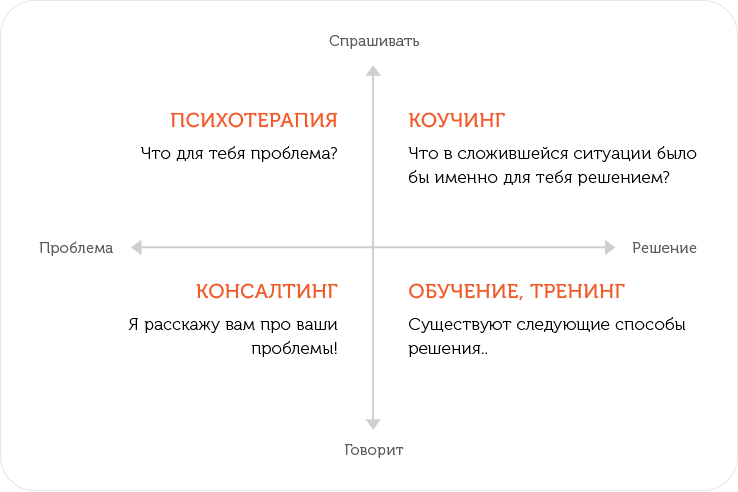 Спрашивать
ПСИХОТЕРАПИЯ
Что для тебя проблема?
КОУЧИНГ
Что в сложившейся ситуации было
бы именно для тебя решением?
Проблема
Решение
КОНСАЛТИНГ
Я расскажу вам про ваши
проблемы!
ОБУЧЕНИЕ, ТРЕНИНГ
Существуют следующие способы
решения..
Говорит